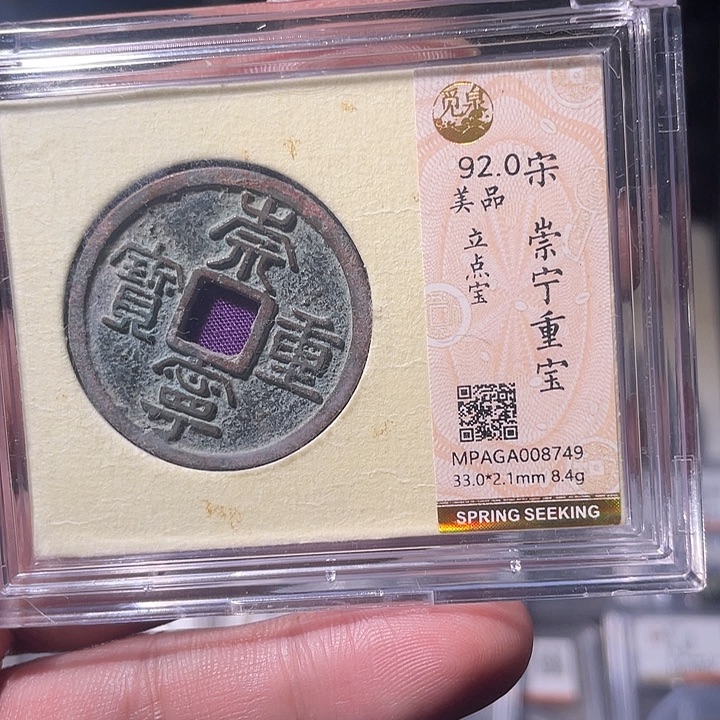 崇
重
寧
寶
觅泉
92.0
美品
立点宝
宋
崇宁重宝
MPAGA008749
33.0*2.1mm 8.4g
SPRING SEEKING